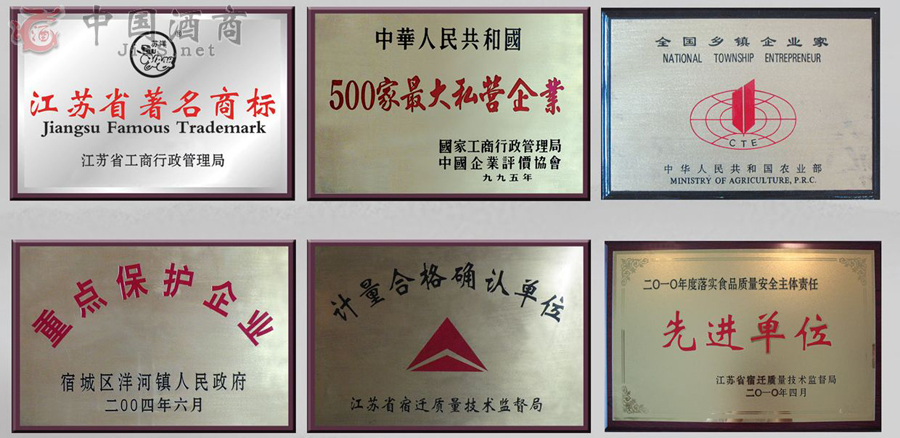 中国酒商
Jiu9.net
江苏省著名商标
Jiangsu Famous Trademark
江苏省工商行政管理局
中華人民共和國
500家最大私营企業
國家工商行政管理局
中國企業評價協會
九九五年
全国乡镇企业家
NATIONAL TOWNSHIP ENTREPRENEUR
CTE
中华人民共和国农业部
MINISTRY OF AGRICULTURE, P.R.C.
重点保护企业
宿城区洋河镇人民政府
二00四年六月
计量合格确认单位
江苏省宿迁质量技术监督局
二〇一〇年度落实食品质量安全主体责任
先进单位
江苏省宿迁质量技术监督局
二〇一〇年四月